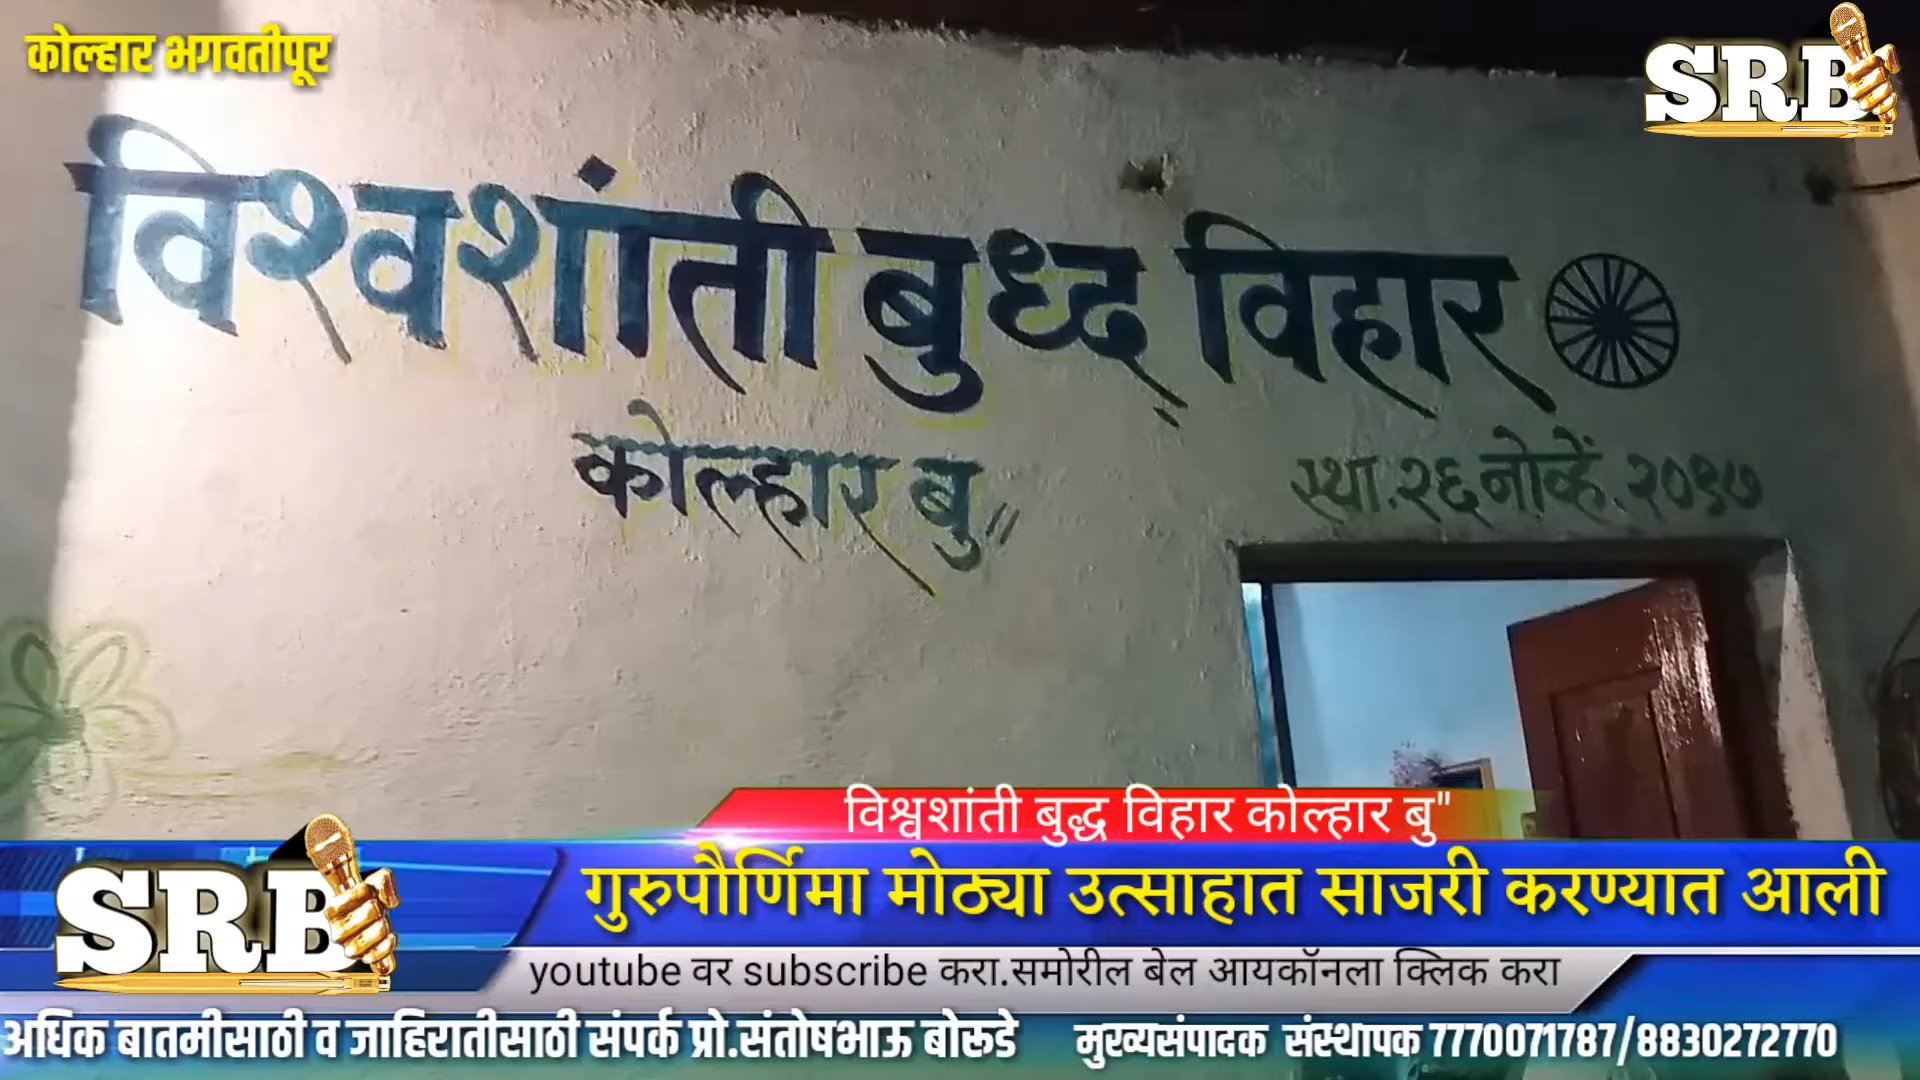 कोल्हार भगवतीपूर
SRB
विश्वशांती बुध्द विहार
कोल्हार बु॥
स्था.२६ नोव्हें.२०१७
विश्वशांती बुद्ध विहार कोल्हार बु"
SRB
गुरुपौर्णिमा मोठ्या उत्साहात साजरी करण्यात आली
youtube वर subscribe करा.समोरील बेल आयकॉनला क्लिक करा
अधिक बातमीसाठी व जाहिरातीसाठी संपर्क प्रो.संतोषभाऊ बोरूडे मुख्यसंपादक संस्थापक 7770071787/8830272770